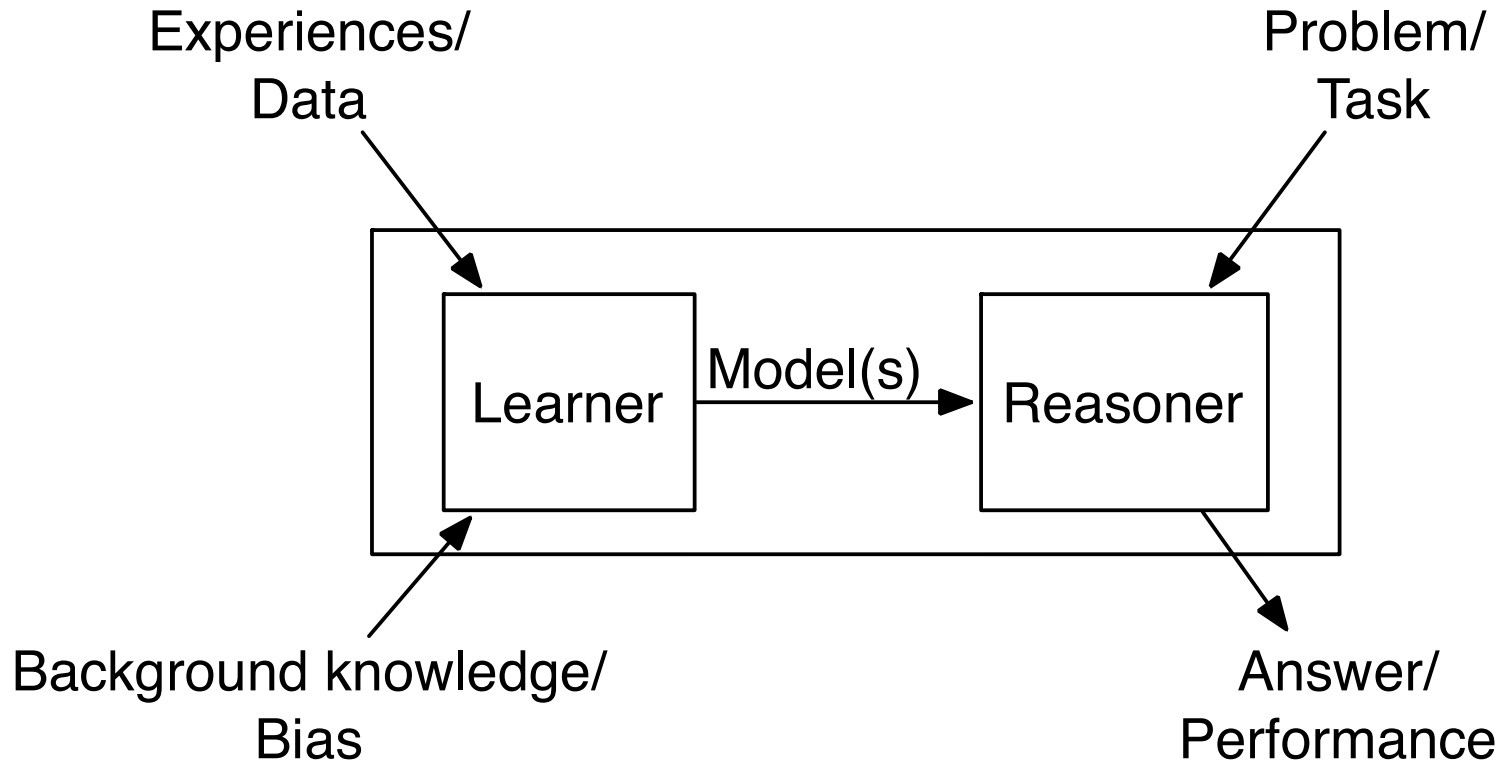 Experiences/
Data
Problem/
Task
Learner
Model(s)
Reasoner
Background knowledge/
Bias
Answer/
Performance